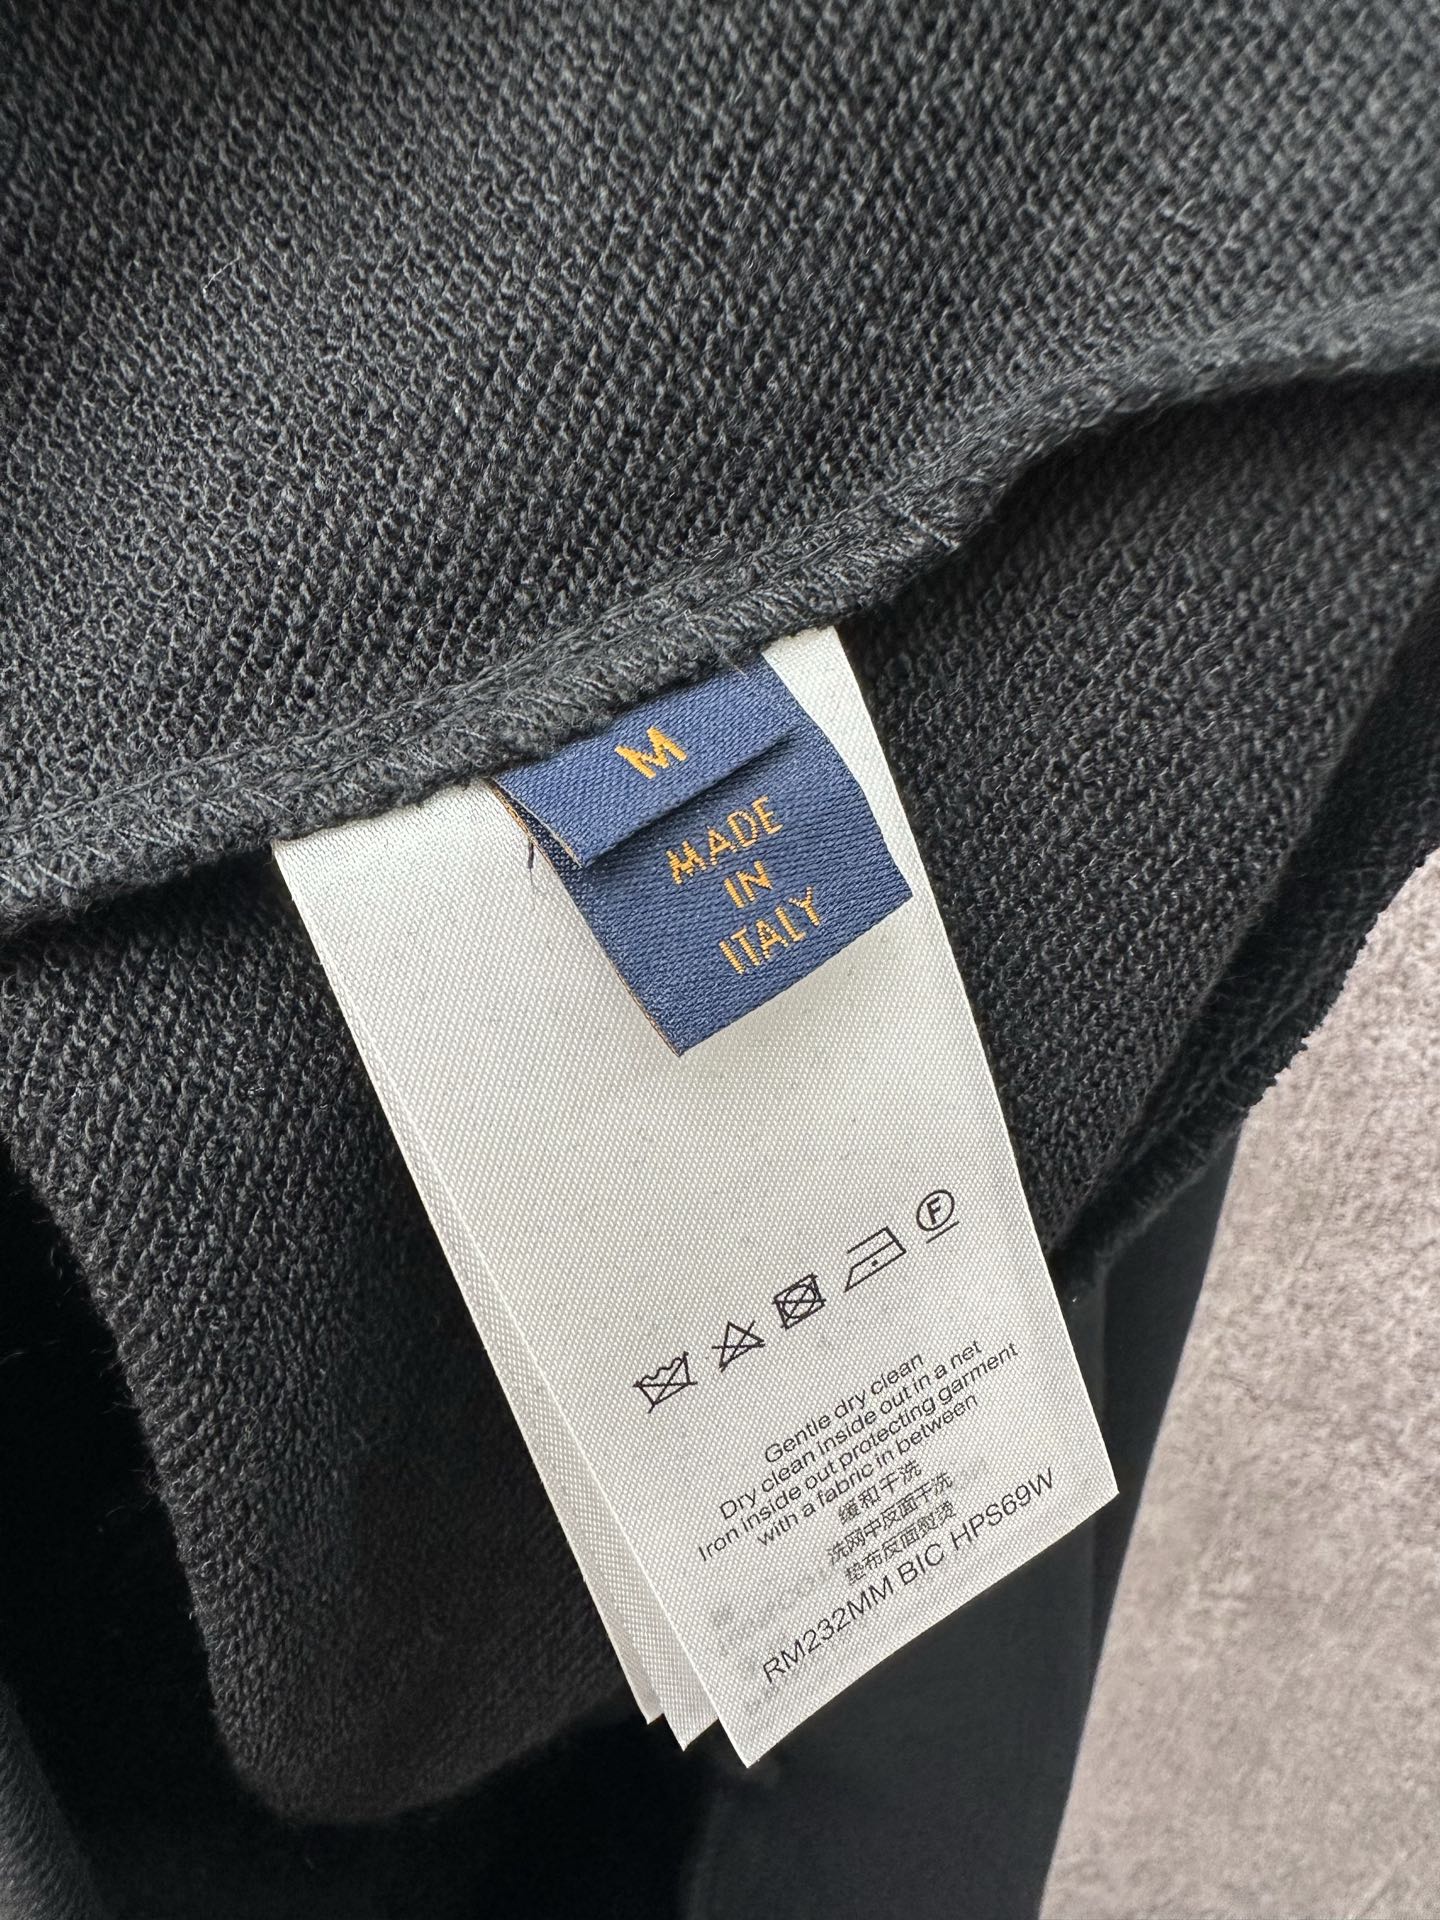 M
MADE
IN
ITALY
F
Gentle dry clean
Dry clean inside out in a net
Iron inside out protecting garment
with a fabric in between
缓和干洗
洗网中反面干洗
垫布反面熨烫
RM232MM BIC HPS69W